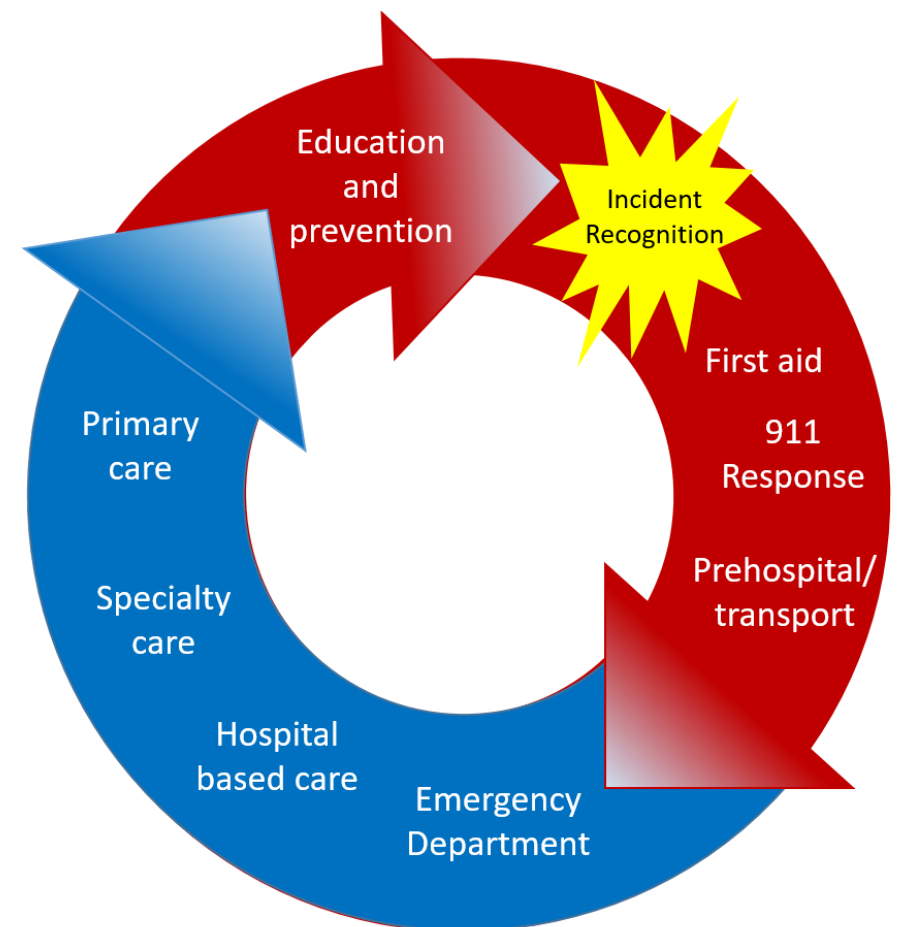 Education
and
prevention
Incident
Recognition
First aid
911
Response
Prehospital/
transport
Emergency
Department
Hospital
based care
Specialty
care
Primary
care